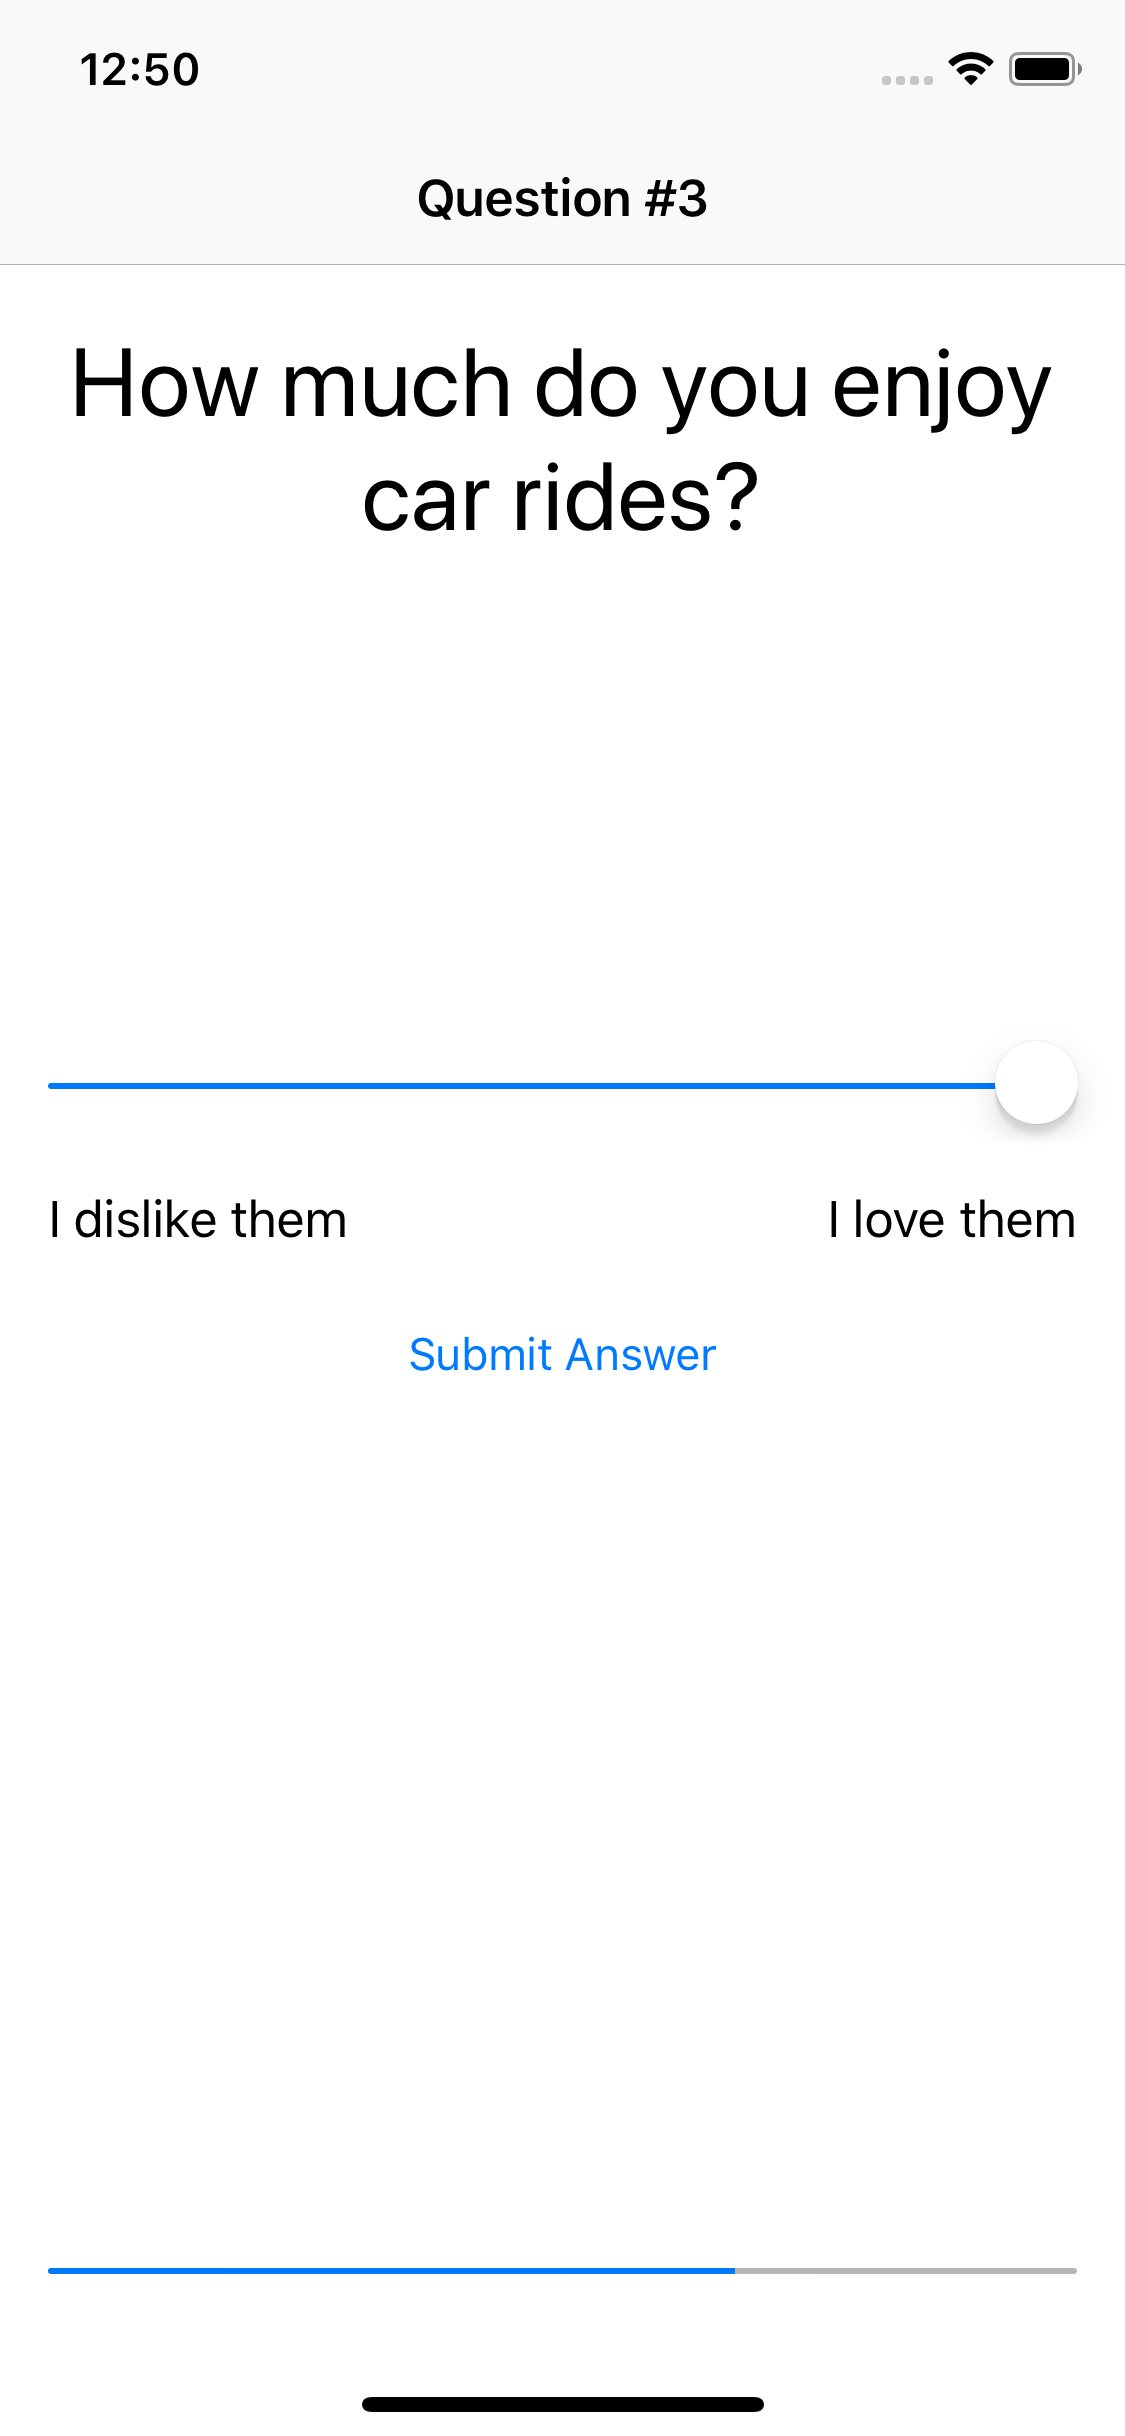 12:50
Question #3
How much do you enjoy
car rides?
I dislike them
I love them
Submit Answer